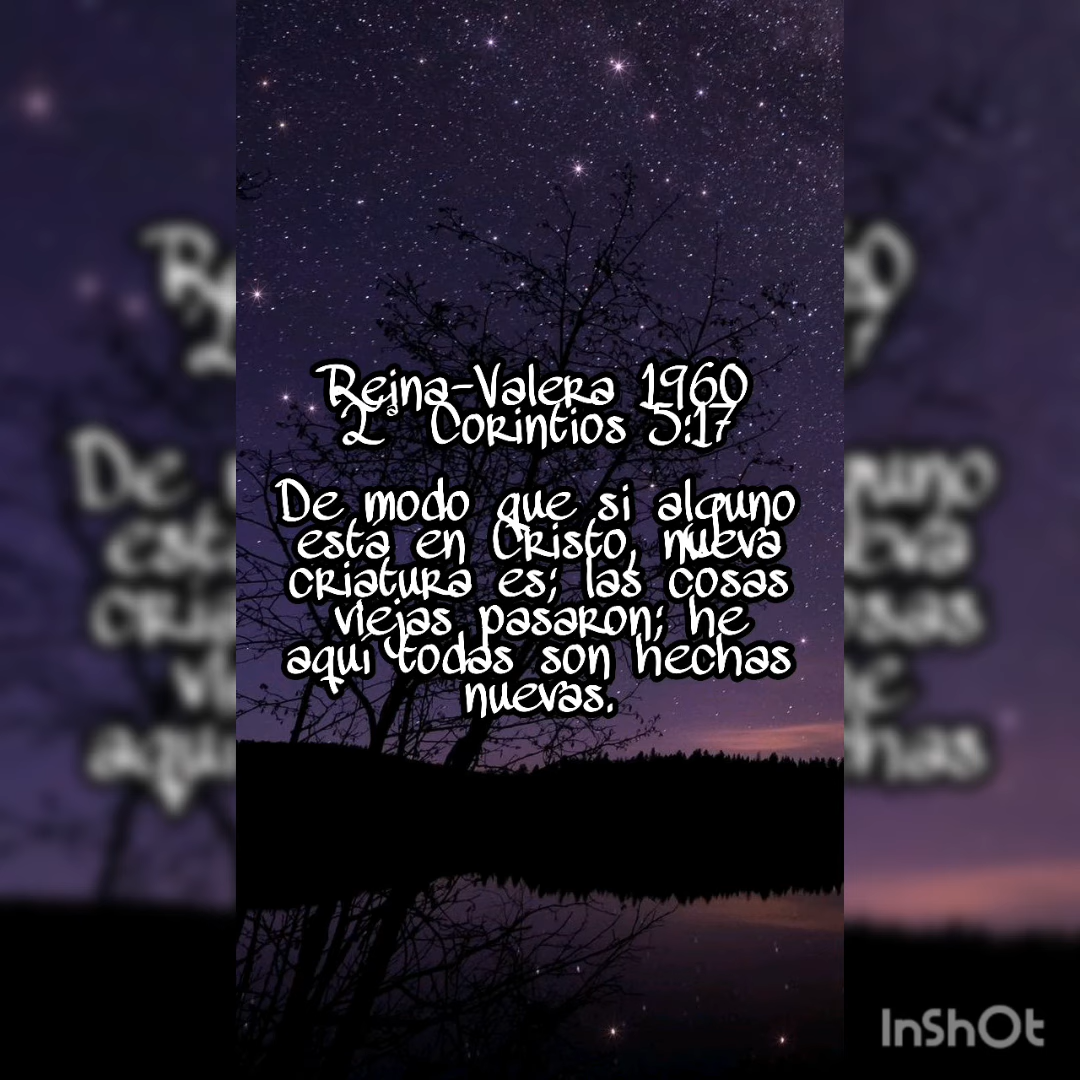 Reina-Valera 1960
2ª Corintios 5:17
De modo que si alguno
está en Cristo, nueva
criatura es; las cosas
viejas pasaron; he
aquí todas son hechas
nuevas.
InShOt